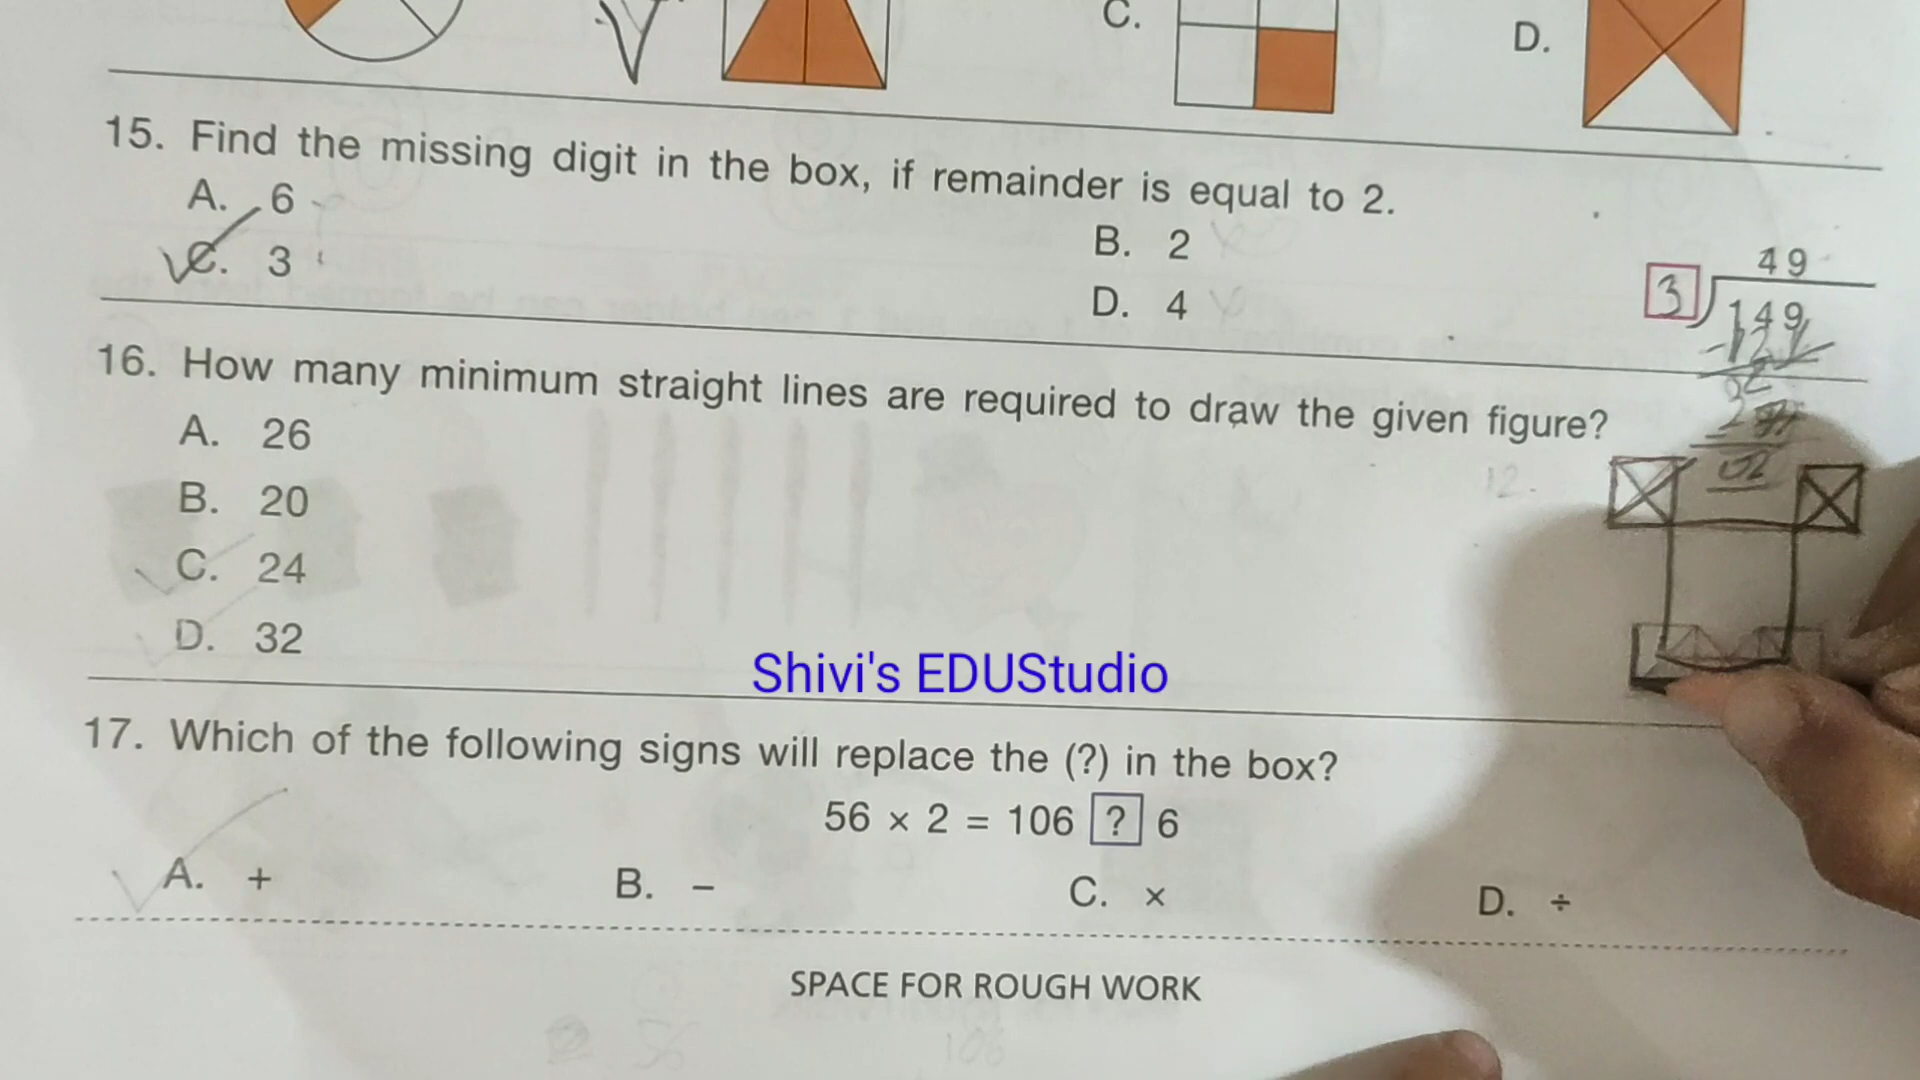 C.
D.
15. Find the missing digit in the box, if remainder is equal to 2.
A. 6
B. 2
C. 3
D. 4
49
3 149
16. How many minimum straight lines are required to draw the given figure?
A. 26
B. 20
C. 24
D. 32
12.
Shivi's EDUStudio
17. Which of the following signs will replace the (?) in the box?
56 × 2 = 106 ? 6
A. +
B. −
C. ×
D. ÷
SPACE FOR ROUGH WORK
106